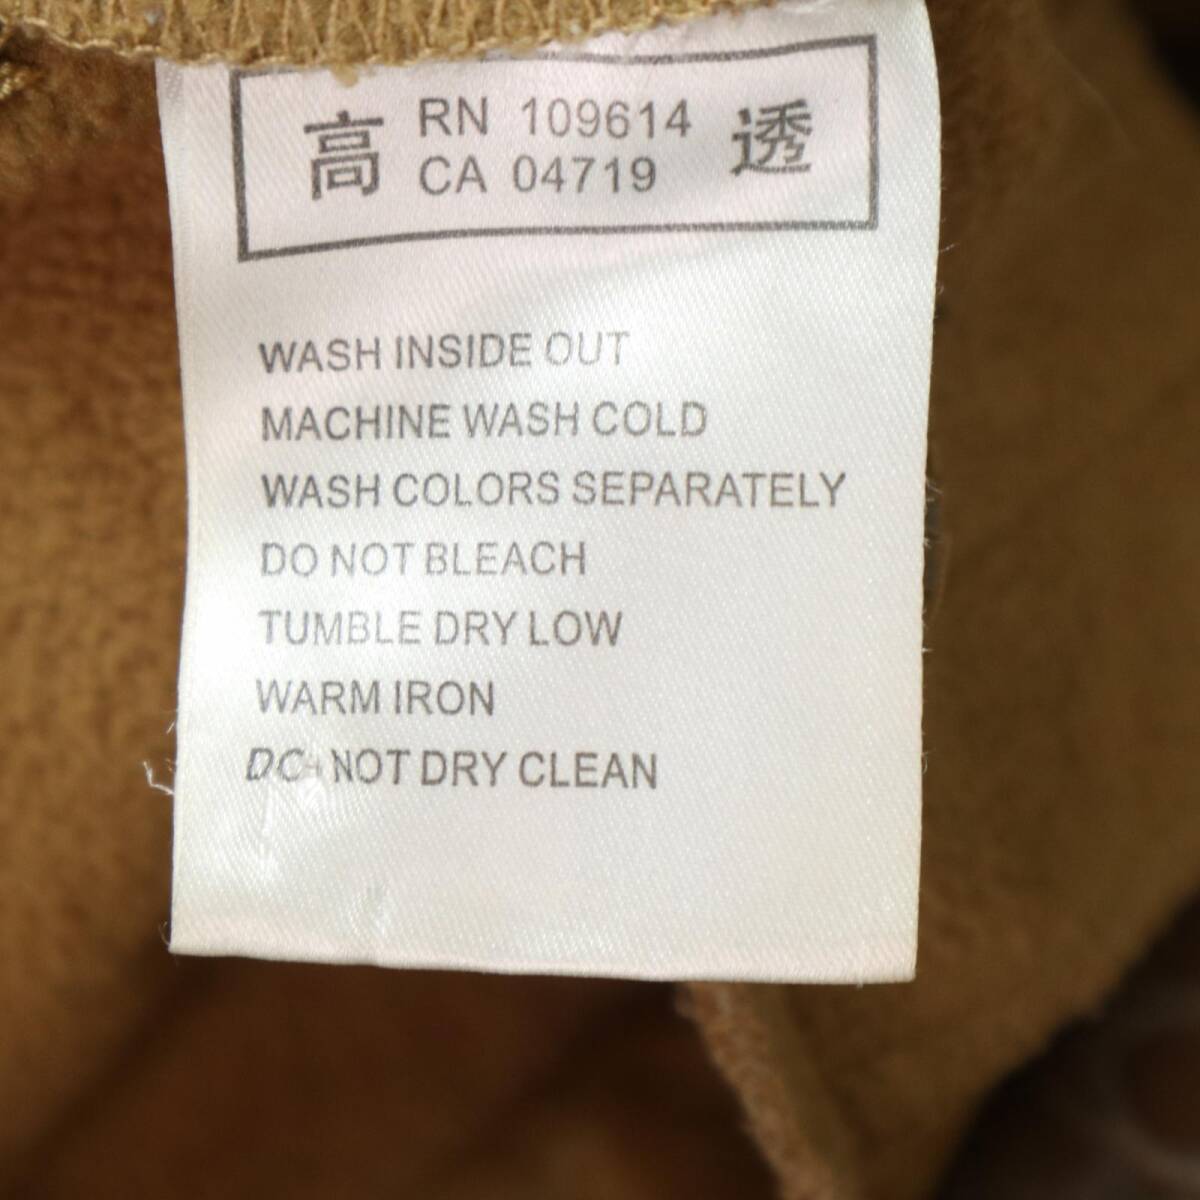 高 RN 109614 透
CA 04719
WASH INSIDE OUT
MACHINE WASH COLD
WASH COLORS SEPARATELY
DO NOT BLEACH
TUMBLE DRY LOW
WARM IRON
DO NOT DRY CLEAN